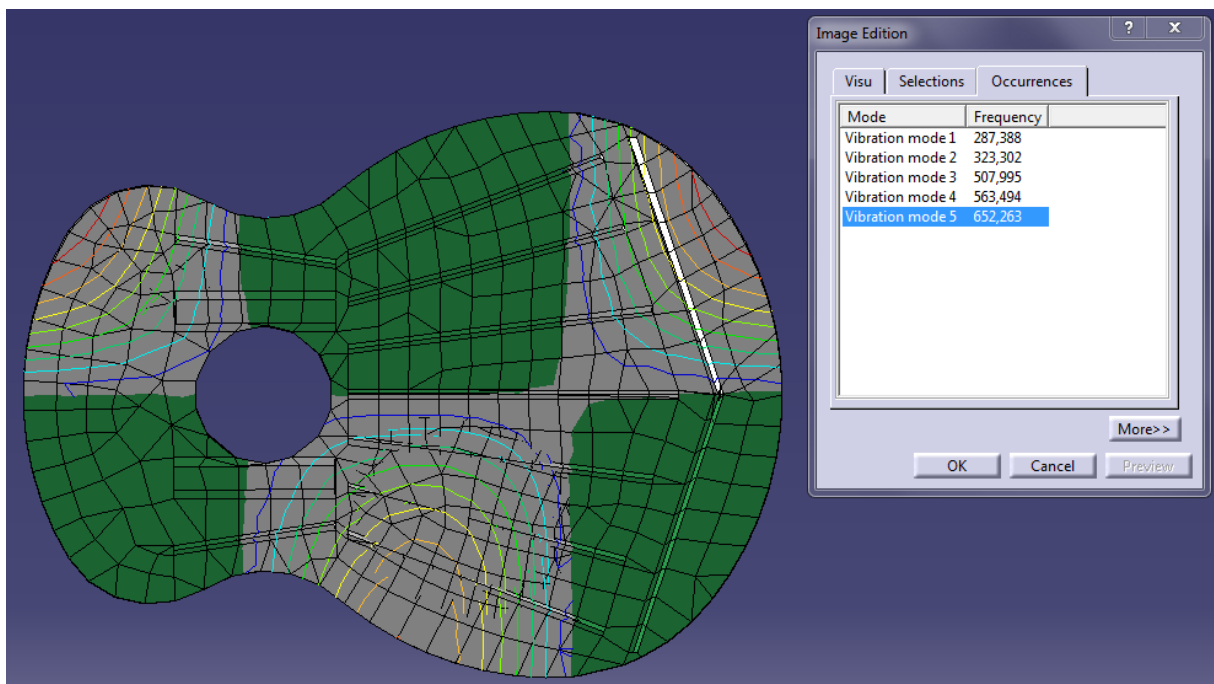 Image Edition ? X
Visu Selections Occurrences
Mode Frequency
Vibration mode 1 287,388
Vibration mode 2 323,302
Vibration mode 3 507,995
Vibration mode 4 563,494
Vibration mode 5 652,263
More>>
OK Cancel Preview